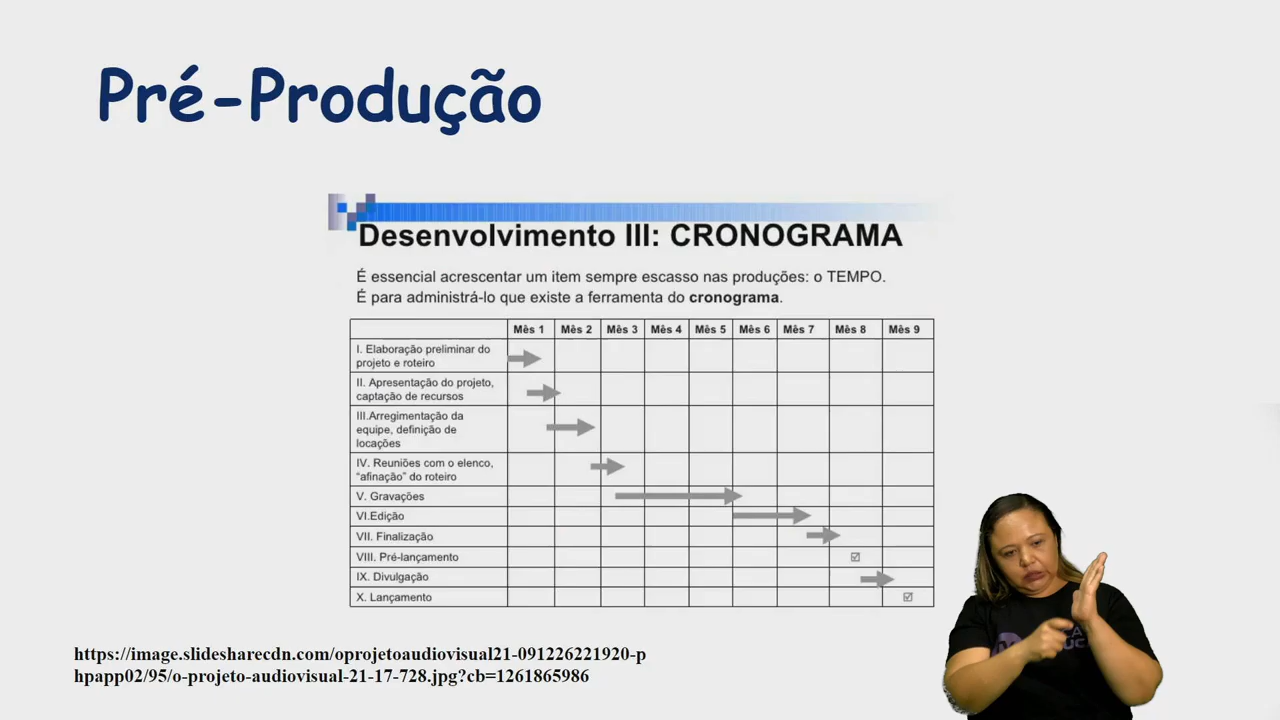 Pré-Produção
Desenvolvimento III: CRONOGRAMA
É essencial acrescentar um item sempre escasso nas produções: o TEMPO.
É para administrá-lo que existe a ferramenta do cronograma.
Mês 1 Mês 2 Mês 3 Mês 4 Mês 5 Mês 6 Mês 7 Mês 8 Mês 9
I. Elaboração preliminar do
projeto e roteiro
II. Apresentação do projeto,
captação de recursos
III.Arregimentação da
equipe, definição de
locações
IV. Reuniões com o elenco,
“afinação” do roteiro
V. Gravações
VI.Edição
VII. Finalização
VIII. Pré-lançamento
IX. Divulgação
X. Lançamento
https://image.slidesharecdn.com/oprojetoaudiovisual21-091226221920-p
hpapp02/95/o-projeto-audiovisual-21-17-728.jpg?cb=1261865986